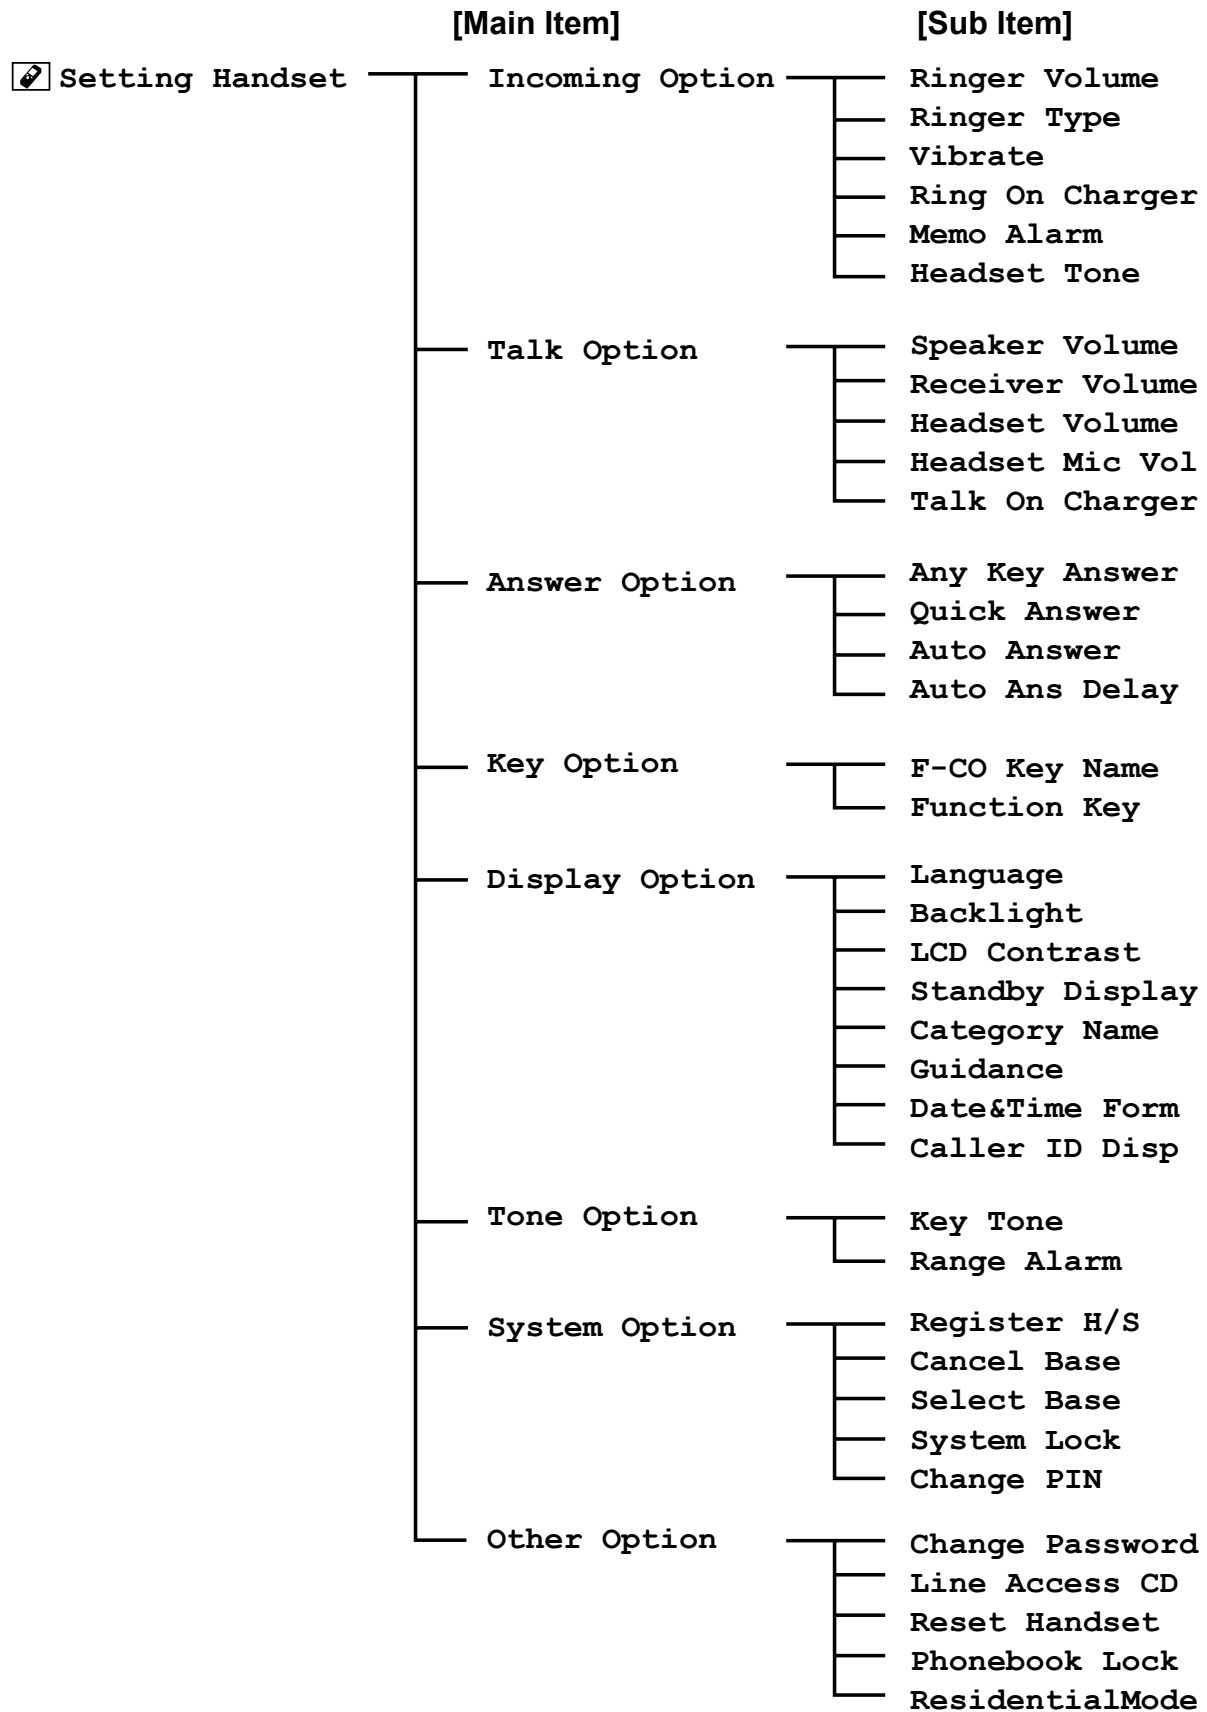 [Main Item] [Sub Item]
Setting Handset Incoming Option Ringer Volume
Ringer Type
Vibrate
Ring On Charger
Memo Alarm
Headset Tone
Talk Option Speaker Volume
Receiver Volume
Headset Volume
Headset Mic Vol
Talk On Charger
Answer Option Any Key Answer
Quick Answer
Auto Answer
Auto Ans Delay
Key Option F-CO Key Name
Function Key
Display Option Language
Backlight
LCD Contrast
Standby Display
Category Name
Guidance
Date&Time Form
Caller ID Disp
Tone Option Key Tone
Range Alarm
System Option Register H/S
Cancel Base
Select Base
System Lock
Change PIN
Other Option Change Password
Line Access CD
Reset Handset
Phonebook Lock
ResidentialMode